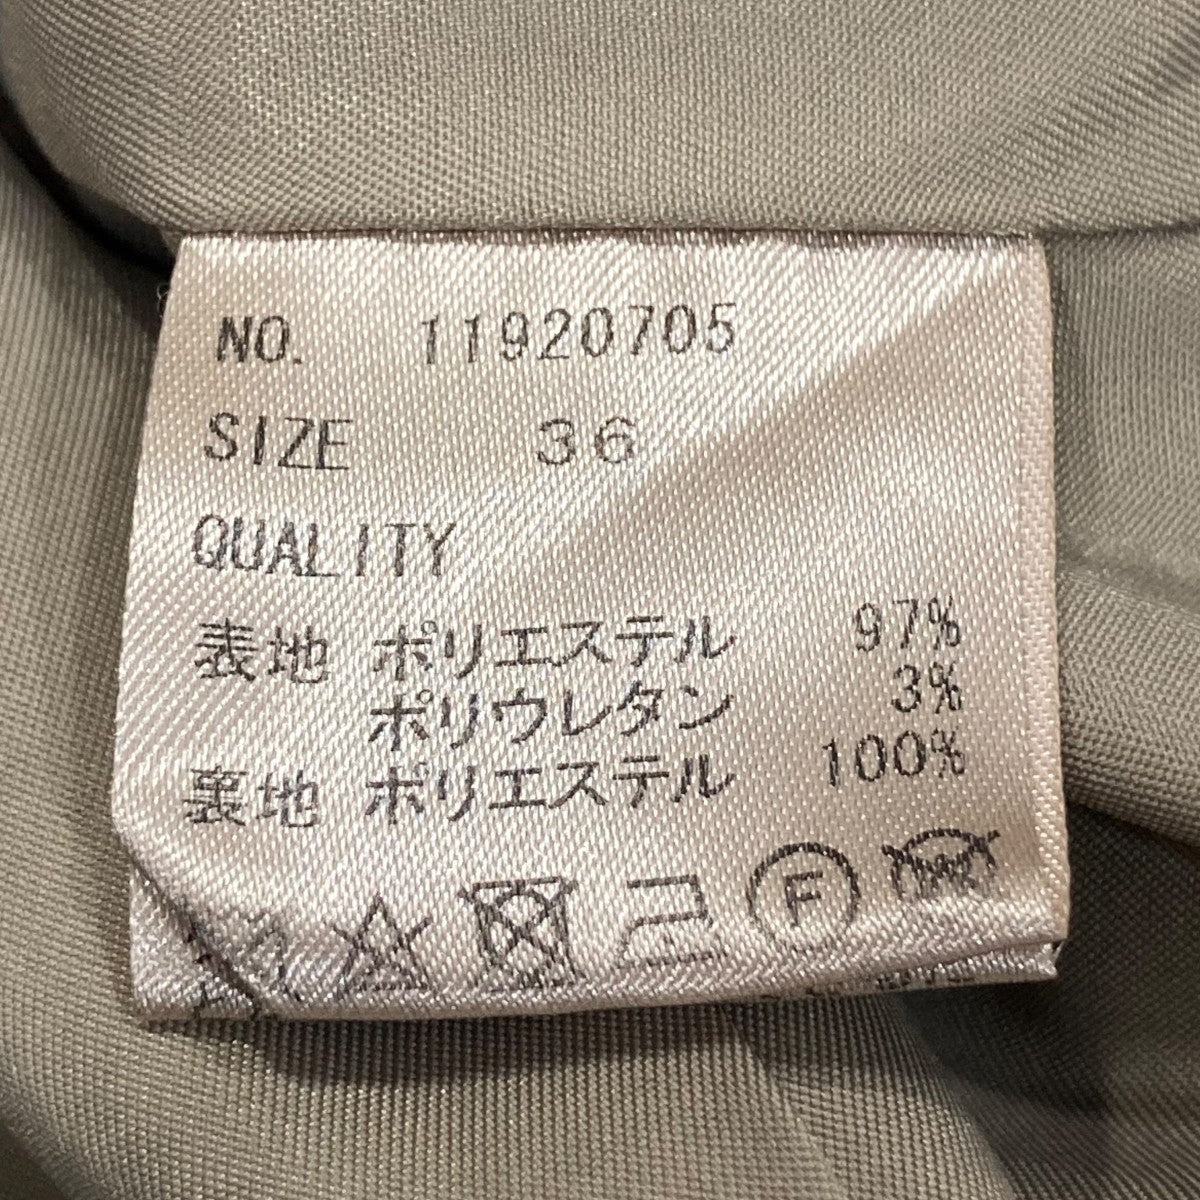 NO. 11920705
SIZE 36
QUALITY
表地 ポリエステル 97%
ポリウレタン 3%
裏地 ポリエステル 100%
F